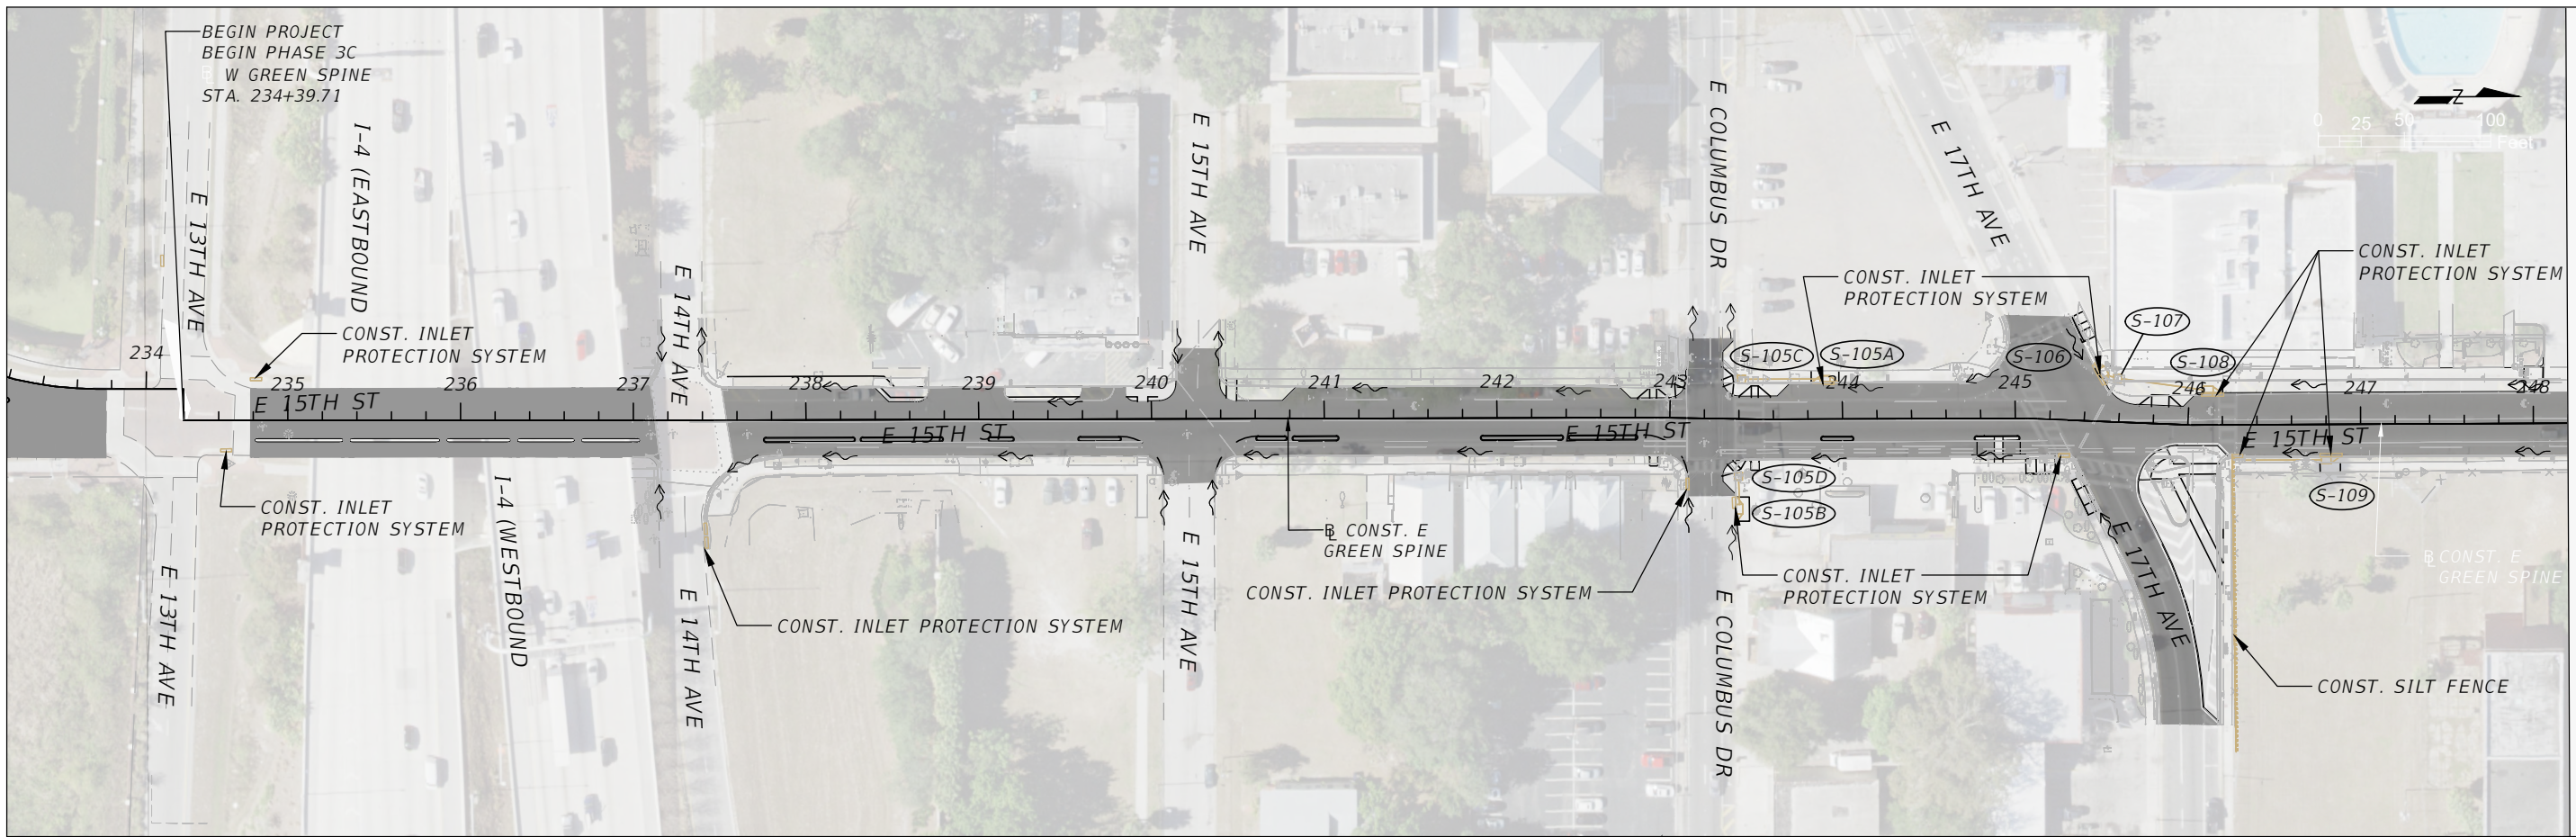 BEGIN PROJECT
BEGIN PHASE 3C
W GREEN SPINE
STA. 234+39.71
E 13TH AVE
I-4 (EASTBOUND
E 14TH AVE
E 15TH AVE
E COLUMBUS DR
E 17TH AVE
Z
0 25 50 100
Feet
CONST. INLET
PROTECTION SYSTEM
CONST. INLET
PROTECTION SYSTEM
CONST. INLET
PROTECTION SYSTEM
S-107
S-105C
S-105A
S-106
S-108
234
235
236
237
238
239
240
241
242
243
244
245
246
247
248
E 15TH ST
E 15TH ST
E 15TH ST
E 15TH ST
S-105D
S-105B
S-109
CONST. INLET
PROTECTION SYSTEM
I-4 (WESTBOUND
BL CONST. E
GREEN SPINE
BL CONST. E
GREEN SPINE
CONST. INLET PROTECTION SYSTEM
CONST. INLET
PROTECTION SYSTEM
CONST. INLET PROTECTION SYSTEM
E 13TH AVE
E 14TH AVE
E 15TH AVE
E COLUMBUS DR
E 17TH AVE
CONST. SILT FENCE